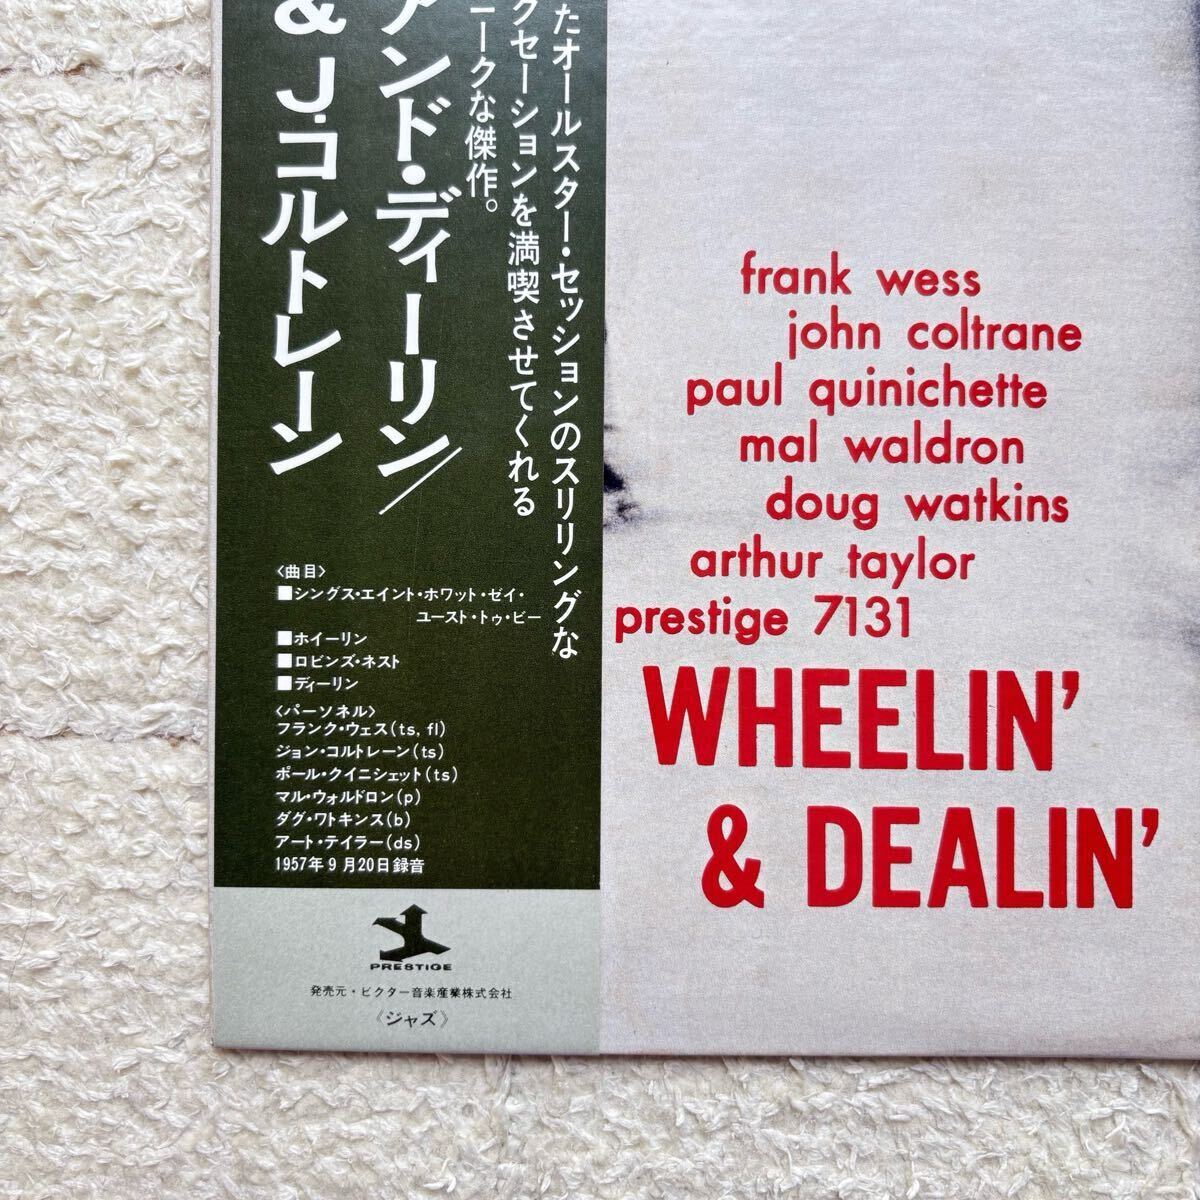 アンド・ディーリン／
& J.コルトレーン
たオールスター・セッションのスリリングな
クセーションを満喫させてくれる
ークな傑作。
〈曲目〉
■シングス・エイント・ホワット・ゼイ・
ユースト・トゥ・ビー
■ホイーリン
■ロビンズ・ネスト
■ディーリン
〈パーソネル〉
フランク・ウェス(ts, fl)
ジョン・コルトレーン(ts)
ポール・クイニシェット(ts)
マル・ウォルドロン(p)
ダグ・ワトキンス(b)
アート・テイラー(ds)
1957年9月20日録音
PRESTIGE
発売元・ビクター音楽産業株式会社
《ジャズ》
frank wess
john coltrane
paul quinichette
mal waldron
doug watkins
arthur taylor
prestige 7131
WHEELIN'
& DEALIN'